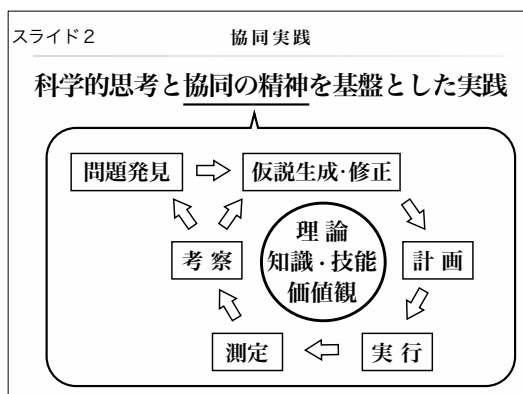 スライド2
協同実践
科学的思考と協同の精神を基盤とした実践
問題発見
仮説生成・修正
考察
理論
知識・技能
価値観
計画
測定
実行